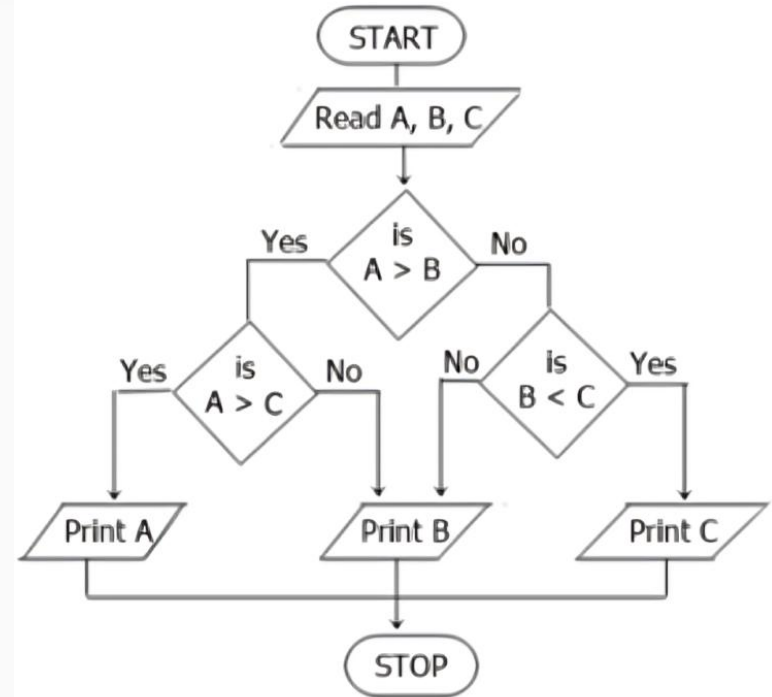 START
Read A, B, C
Yes
is
A > B
No
Yes
is
A > C
No
No
is
B < C
Yes
Print A
Print B
Print C
STOP